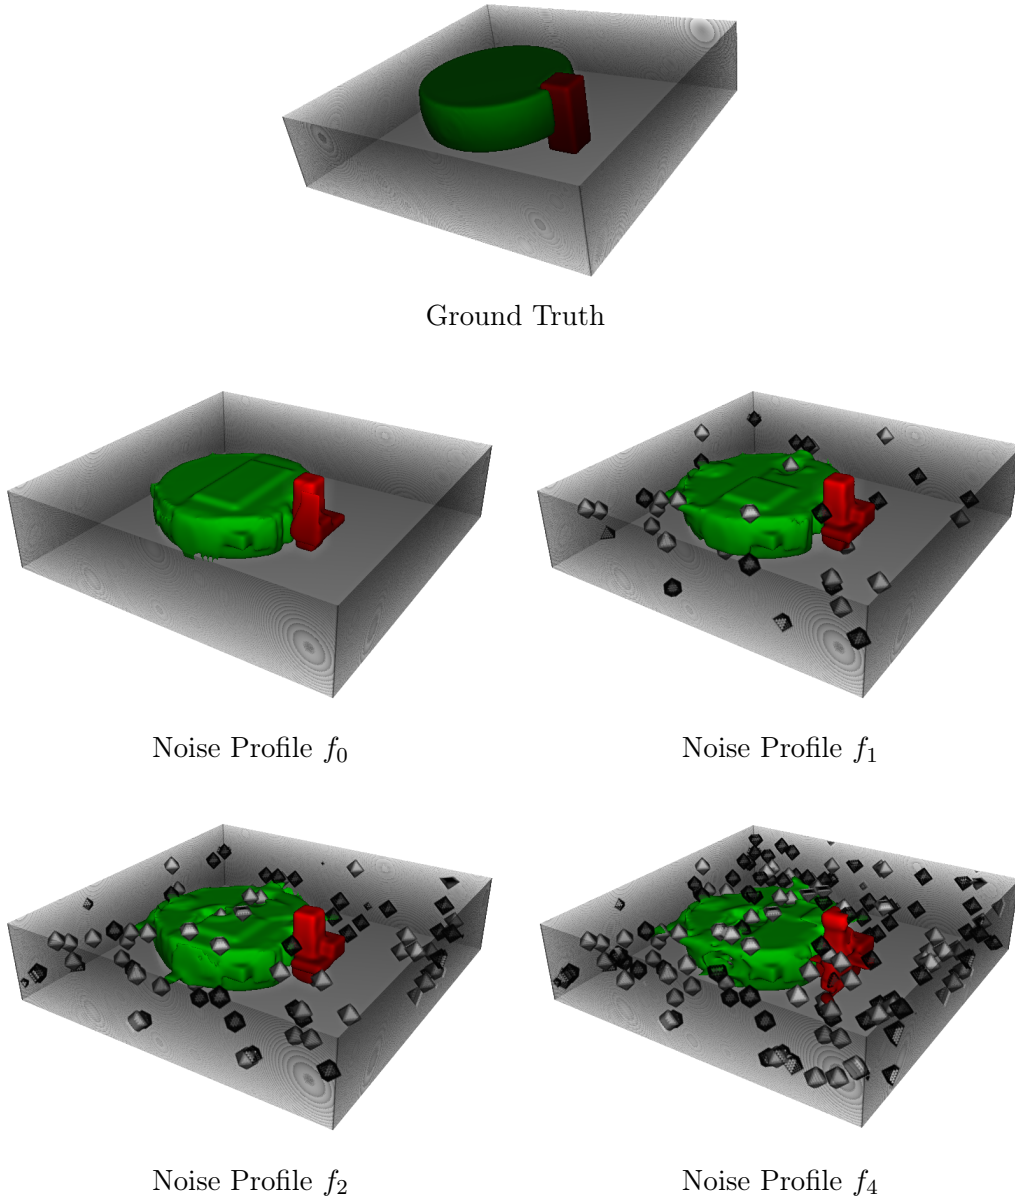 Ground Truth
Noise Profile f₀
Noise Profile f₁
Noise Profile f₂
Noise Profile f₄